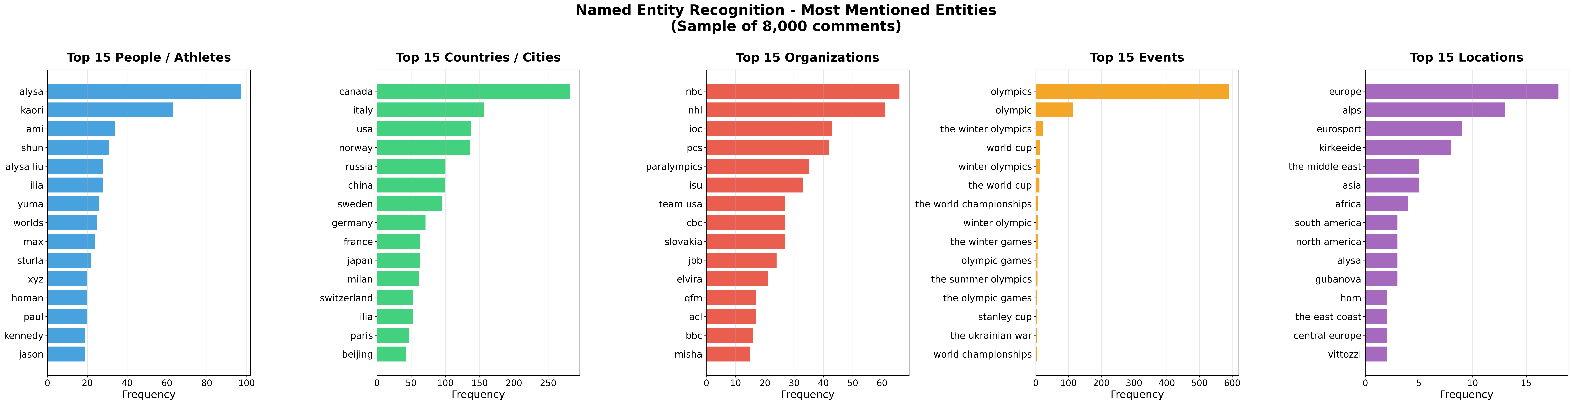 Named Entity Recognition - Most Mentioned Entities
(Sample of 8,000 comments)
Top 15 People / Athletes
alysa
kaori
ami
shun
alysa liu
ilia
yuma
worlds
max
sturla
xyz
homan
paul
kennedy
jason
0 20 40 60 80 100
Frequency
Top 15 Countries / Cities
canada
italy
usa
norway
russia
china
sweden
germany
france
japan
milan
switzerland
ilia
paris
beijing
0 50 100 150 200 250
Frequency
Top 15 Organizations
nbc
nhl
ioc
pcs
paralympics
isu
team usa
cbc
slovakia
job
elvira
gfm
acl
bbc
misha
0 10 20 30 40 50 60
Frequency
Top 15 Events
olympics
olympic
the winter olympics
world cup
winter olympics
the world cup
the world championships
winter olympic
the winter games
olympic games
the summer olympics
the olympic games
stanley cup
the ukrainian war
world championships
0 100 200 300 400 500 600
Frequency
Top 15 Locations
europe
alps
eurosport
kirkeeide
the middle east
asia
africa
south america
north america
alysa
gubanova
horn
the east coast
central europe
vittozzi
0 5 10 15
Frequency